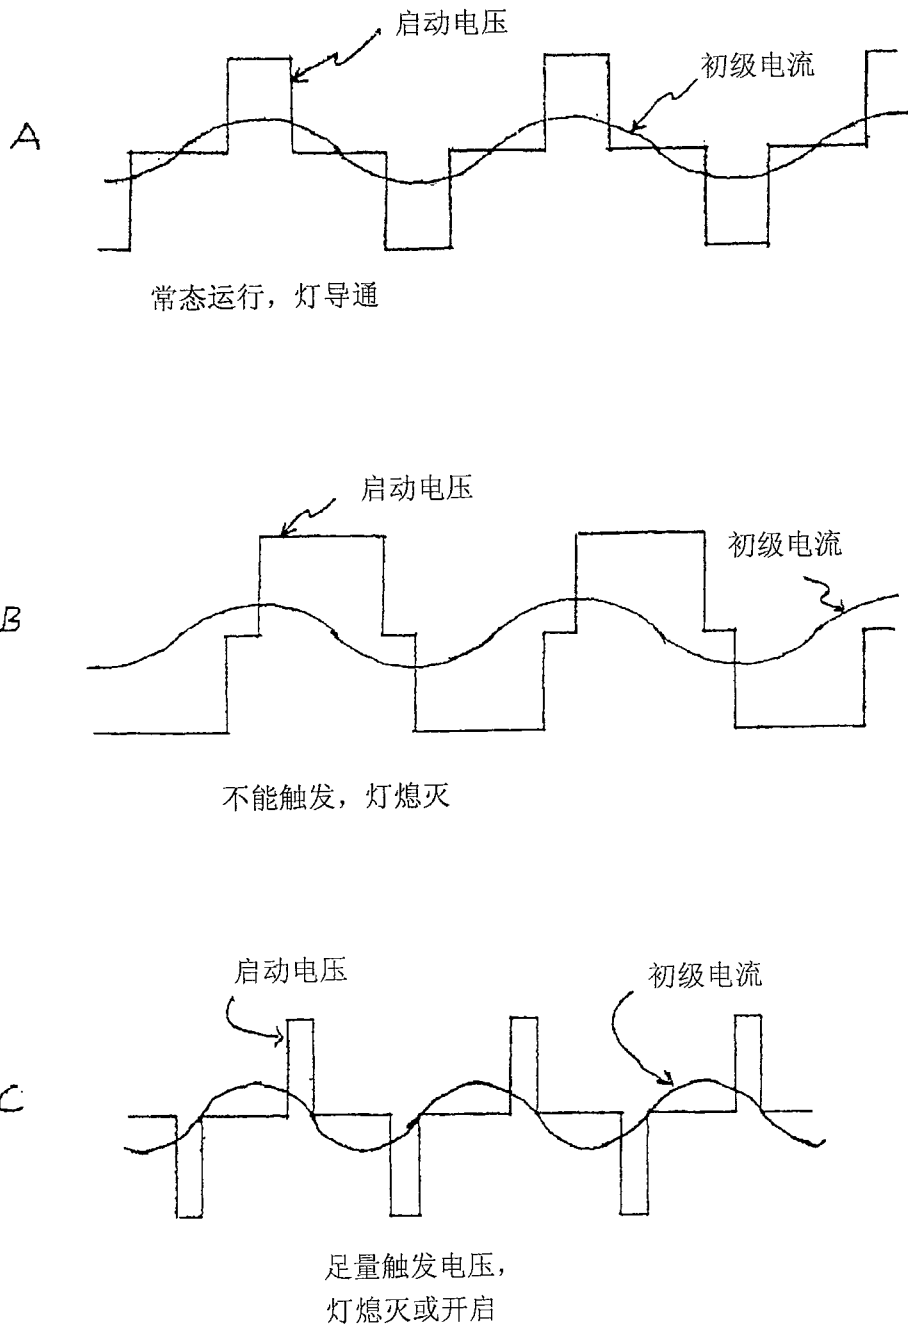 启动电压
初级电流
A
常态运行，灯导通
启动电压
初级电流
B
不能触发，灯熄灭
启动电压
初级电流
C
足量触发电压，
灯熄灭或开启